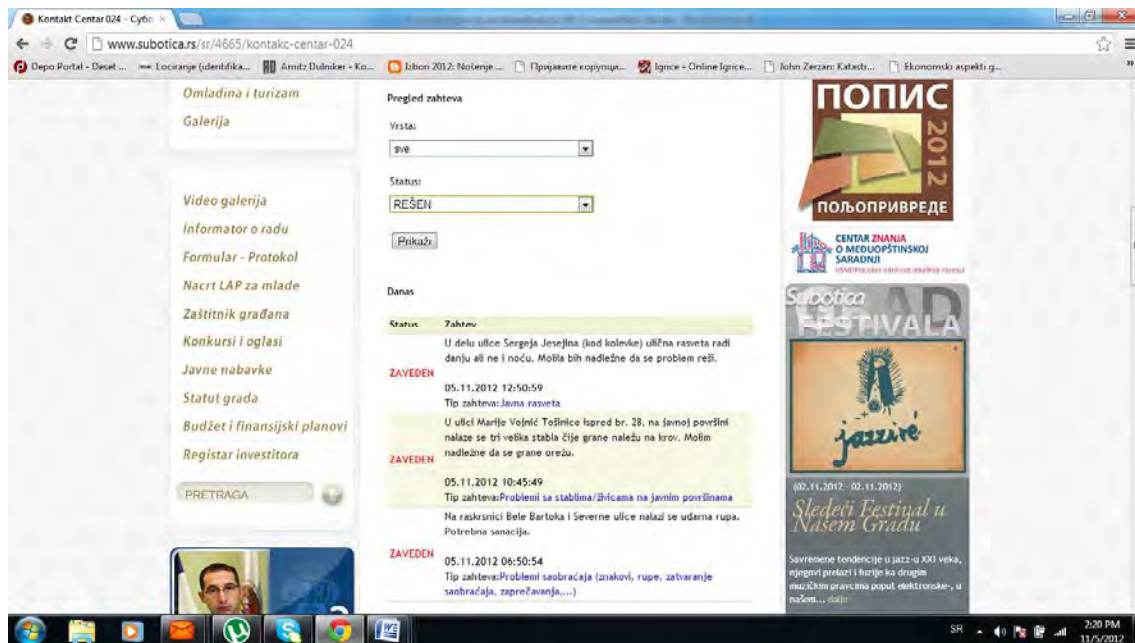 Kontakt Centar 024 - Субо
www.subotica.rs/sr/4665/kontakc-centar-024
Depo Portal - Deset ...
Lociranje (identifika...
Arnitz Dulniker - Ko...
Izbori 2012: Noćenje ...
Пријавите корупци...
Igrice - Online Igrice...
John Zerzan: Katastr...
Ekonomski aspekti g...
Omladina i turizam
Galerija
Video galerija
Informator o radu
Formular - Protokol
Nacrt LAP za mlade
Zaštitnik građana
Konkursi i oglasi
Javne nabavke
Statut grada
Budžet i finansijski planovi
Registar investitora
PRETRAGA
Pregled zahteva
Vrsta:
sve
Status:
REŠEN
Prikaži
Danas
Status Zahtev
U delu ulice Sergeja Jesejina (kod kolevke) ulična rasveta radi
danju ali ne i noću. Molila bih nadležne da se problem reši.
ZAVEDEN
05.11.2012 12:50:59
Tip zahteva:Javna rasveta
U ulici Marije Vojnić Tošinice ispred br. 28. na javnoj površini
nalaze se tri velika stabla čije grane naležu na krov. Molim
nadležne da se grane orežu.
ZAVEDEN
05.11.2012 10:45:49
Tip zahteva:Problemi sa stablima/živicama na javnim površinama
Na raskrsnici Bele Bartoka i Severne ulice nalazi se udarna rupa.
Potrebna sanacija.
ZAVEDEN
05.11.2012 06:50:54
Tip zahteva:Problemi saobraćaja (znakovi, rupe, zatvaranje
saobraćaja, zaprečavanja,...)
ПОПИС
2012
ПОЉОПРИВРЕДЕ
CENTAR ZNANJA
O MEĐUOPŠTINSKOJ
SARADNJI
Subotica
GRAD
FESTIVALA
jazziré
(02.11.2012 - 02.11.2012)
Sledeći Festival u
Našem Gradu
Savremene tendencije u jazz-u XXI veka,
njegovi prelazi i fuzije ka drugim
muzičkim pravcima poput elektronske-, u
našem... dalje
SR
2:20 PM
11/5/2012